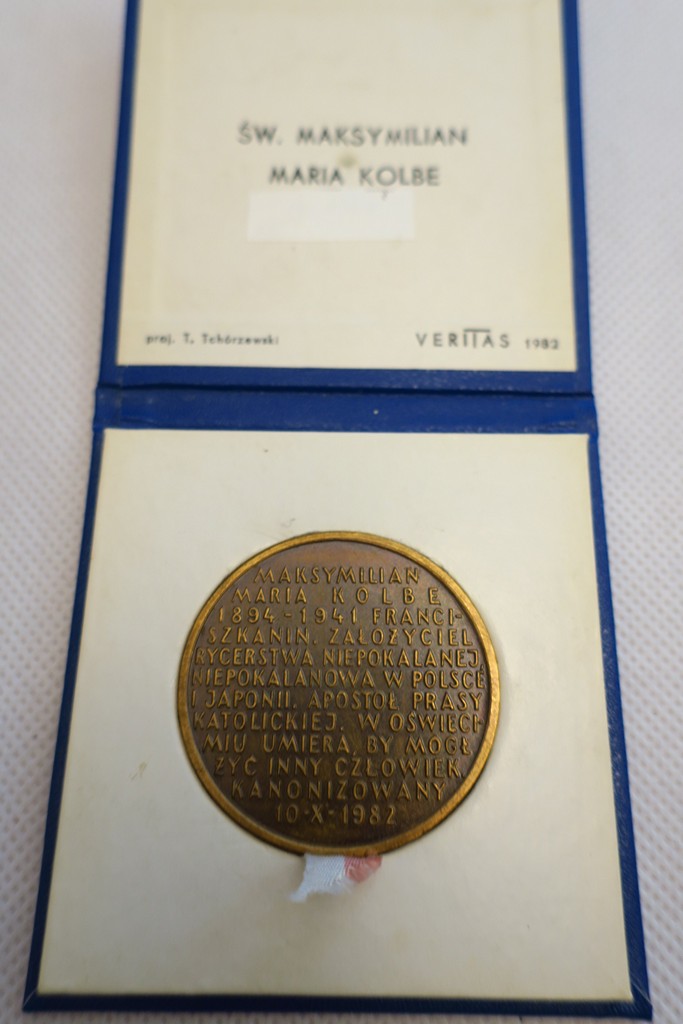 ŚW. MAKSYMILIAN
MARIA KOLBE
proj. T. Tchórzewski
VERITAS 1982
MAKSYMILIAN
MARIA KOLBE
1894-1941 FRANCI-
SZKANIN. ZAŁOŻYCIEL
RYCERSTWA NIEPOKALANEJ,
NIEPOKALANOWA W POLSCE
I JAPONII. APOSTOŁ PRASY
KATOLICKIEJ. W OŚWIĘCI-
MIU UMIERA, BY MÓGŁ
ŻYĆ INNY CZŁOWIEK.
KANONIZOWANY
10·X·1982